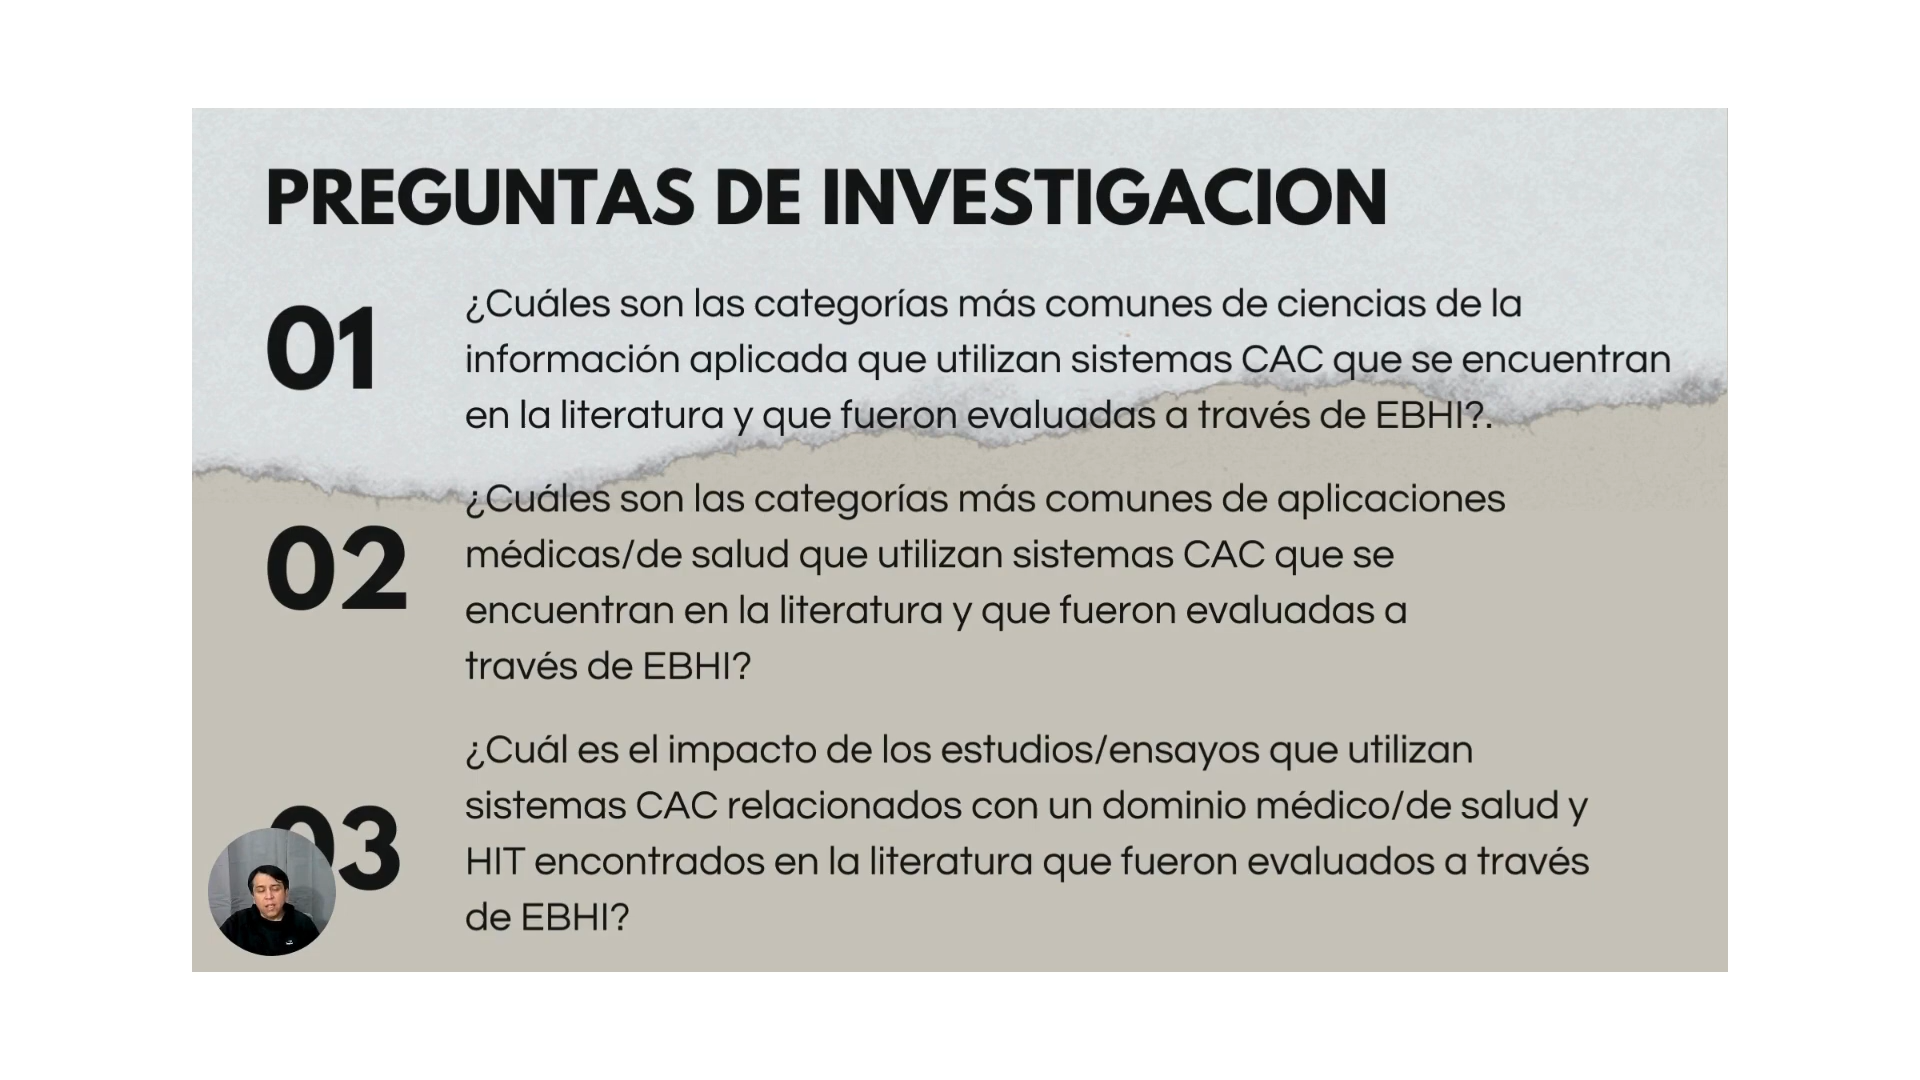 PREGUNTAS DE INVESTIGACION
01
¿Cuáles son las categorías más comunes de ciencias de la
información aplicada que utilizan sistemas CAC que se encuentran
en la literatura y que fueron evaluadas a través de EBHI?.
02
¿Cuáles son las categorías más comunes de aplicaciones
médicas/de salud que utilizan sistemas CAC que se
encuentran en la literatura y que fueron evaluadas a
través de EBHI?
03
¿Cuál es el impacto de los estudios/ensayos que utilizan
sistemas CAC relacionados con un dominio médico/de salud y
HIT encontrados en la literatura que fueron evaluados a través
de EBHI?